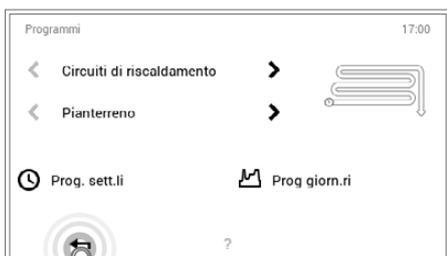 Programmi 17:00
Circuiti di riscaldamento
Pianterreno
Prog. sett.li Prog giorn.ri
?